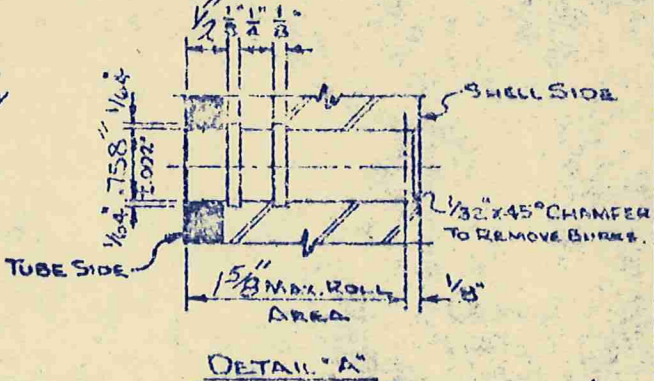 1/2" 1/8" 1/4" 1/8"
SHELL SIDE
1/64" .758" 1/64"
±.002"
1/32" X 45° CHAMFER
TO REMOVE BURRS.
TUBE SIDE
1 5/8" MAX. ROLL
AREA
1/8"
DETAIL "A"